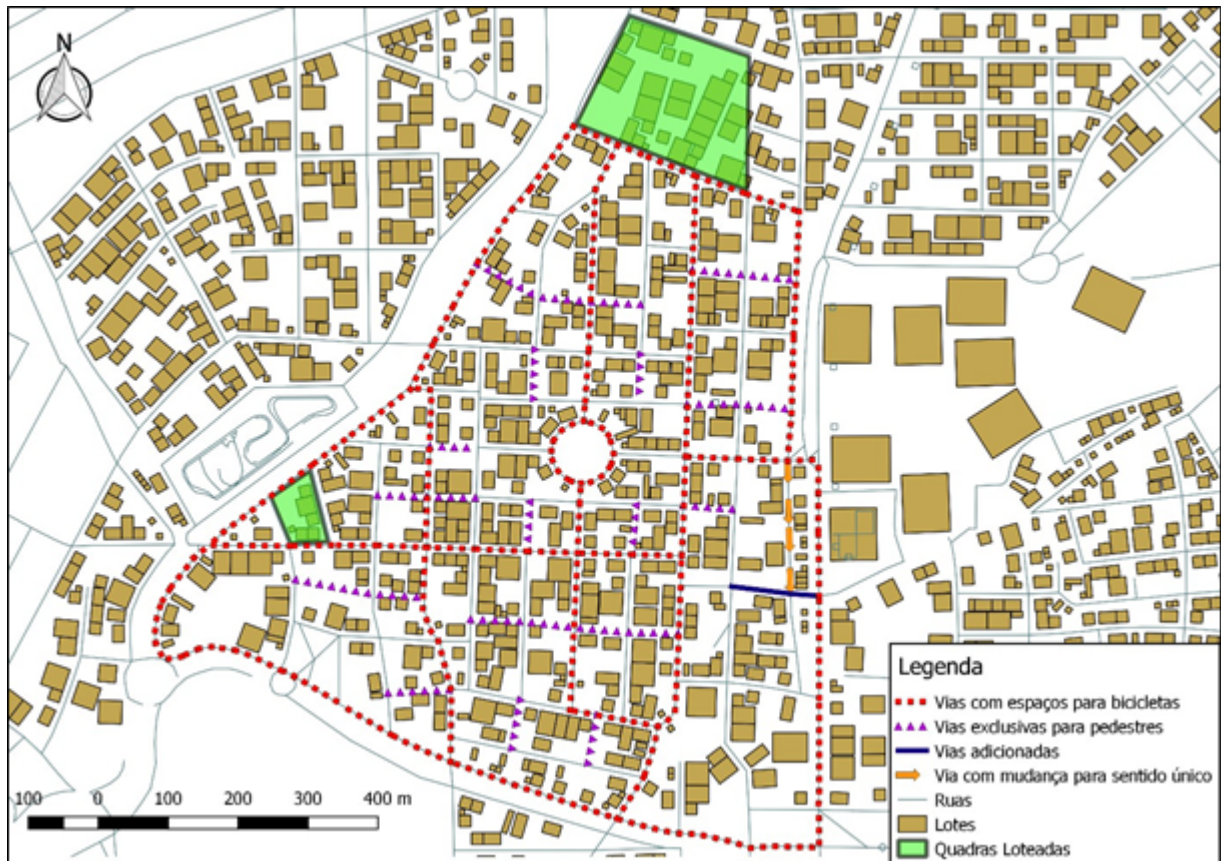 N
100 0 100 200 300 400 m
Legenda
Vias com espaços para bicicletas
Vias exclusivas para pedestres
Vias adicionadas
Via com mudança para sentido único
Ruas
Lotes
Quadras Loteadas